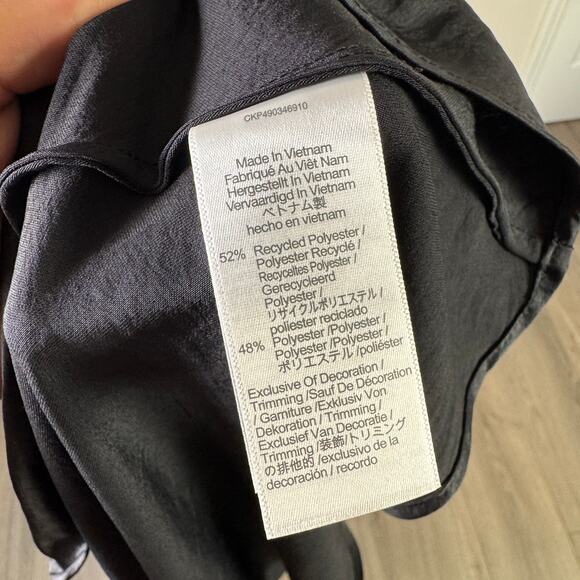 CKP490346910
Made In Vietnam
Fabriqué Au Viêt Nam
Hergestellt In Vietnam
Vervaardigd In Vietnam
ベトナム製
hecho en vietnam
52% Recycled Polyester /
Polyester Recyclé /
Recyceltes Polyester /
Gerecycleerd
Polyester /
リサイクルポリエステル /
poliester reciclado
48% Polyester /Polyester /
Polyester /Polyester /
ポリエステル /poliéster
Exclusive Of Decoration /
Trimming /Sauf De Décoration
/ Garniture /Exklusiv Von
Dekoration / Trimming /
Exclusief Van Decoratie /
Trimming /装飾/トリミング
の排他的 /exclusivo de la
decoración / recordo